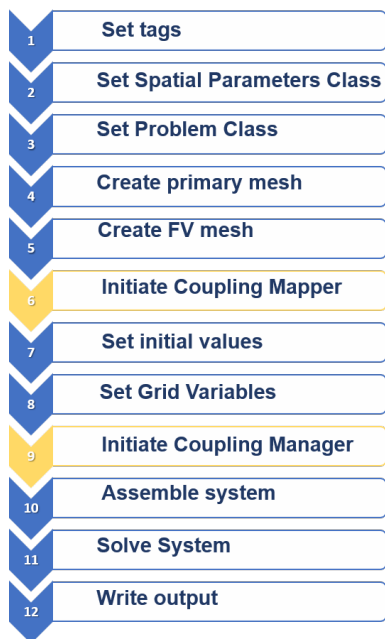 1 Set tags
2 Set Spatial Parameters Class
3 Set Problem Class
4 Create primary mesh
5 Create FV mesh
6 Initiate Coupling Mapper
7 Set initial values
8 Set Grid Variables
9 Initiate Coupling Manager
10 Assemble system
11 Solve System
12 Write output